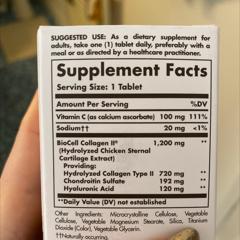 SUGGESTED USE: As a dietary supplement for
adults, take one (1) tablet daily, preferably with a
meal or as directed by a healthcare practitioner.
Supplement Facts
Serving Size: 1 Tablet
Amount Per Serving %DV
Vitamin C (as calcium ascorbate) 100 mg 111%
Sodium†† 20 mg <1%
BioCell Collagen II® 1,200 mg **
(Hydrolyzed Chicken Sternal
Cartilage Extract)
Providing:
Hydrolyzed Collagen Type II 720 mg **
Chondroitin Sulfate 192 mg **
Hyaluronic Acid 120 mg **
**Daily Value (DV) not established
Other Ingredients: Microcrystalline Cellulose, Vegetable
Cellulose, Vegetable Magnesium Stearate, Silica, Titanium
Dioxide (Color), Vegetable Glycerin.
††Naturally occurring.